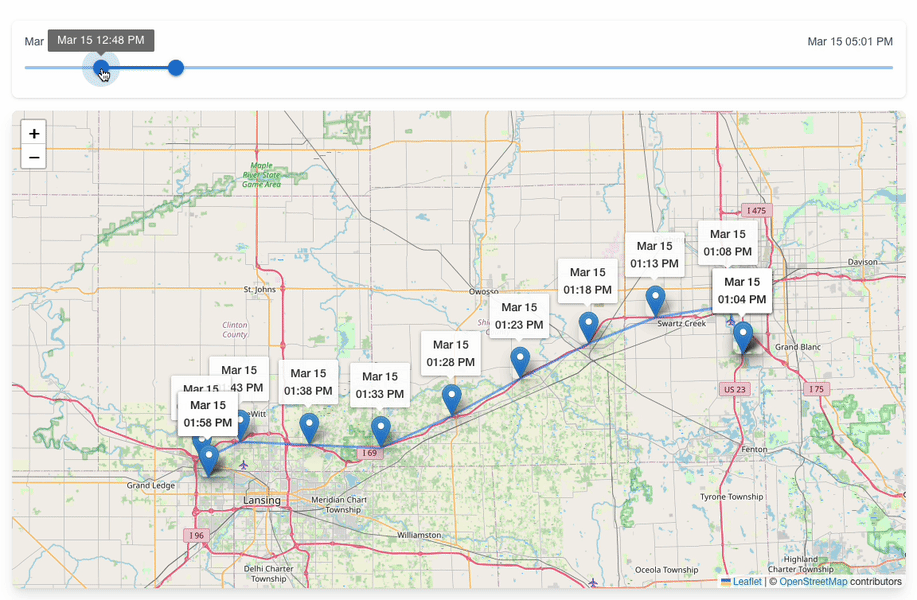 Mar
Mar 15 12:48 PM
Mar 15 05:01 PM
+
−
Maple
River State
Game Area
I 475
Mar 15
01:08 PM
Mar 15
01:13 PM
Davison
Mar 15
01:18 PM
Mar 15
01:04 PM
St. Johns
Owosso
Mar 15
01:23 PM
Swartz Creek
Clinton
County
Mar 15
01:28 PM
Grand Blanc
Mar 15
43 PM
Mar 15
01:38 PM
Mar 15
01:33 PM
US 23
I 75
Mar 15
Mar 15
01:58 PM
I 69
Fenton
Grand Ledge
Lansing
Meridian Chart
Township
Tyrone Township
I 96
Williamston
Delhi Charter
Township
Oceola Township
Highland
Charter Township
Leaflet | © OpenStreetMap contributors